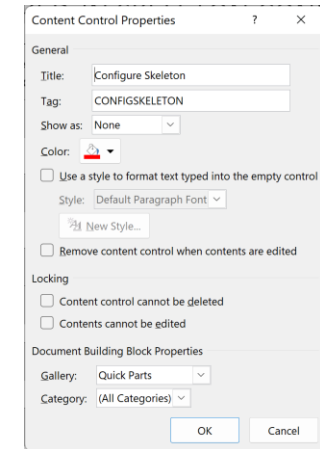 Content Control Properties ? ×
General
Title: Configure Skeleton
Tag: CONFIGSKELETON
Show as: None
Color:
Use a style to format text typed into the empty control
Style: Default Paragraph Font
New Style...
Remove content control when contents are edited
Locking
Content control cannot be deleted
Contents cannot be edited
Document Building Block Properties
Gallery: Quick Parts
Category: (All Categories)
OK Cancel